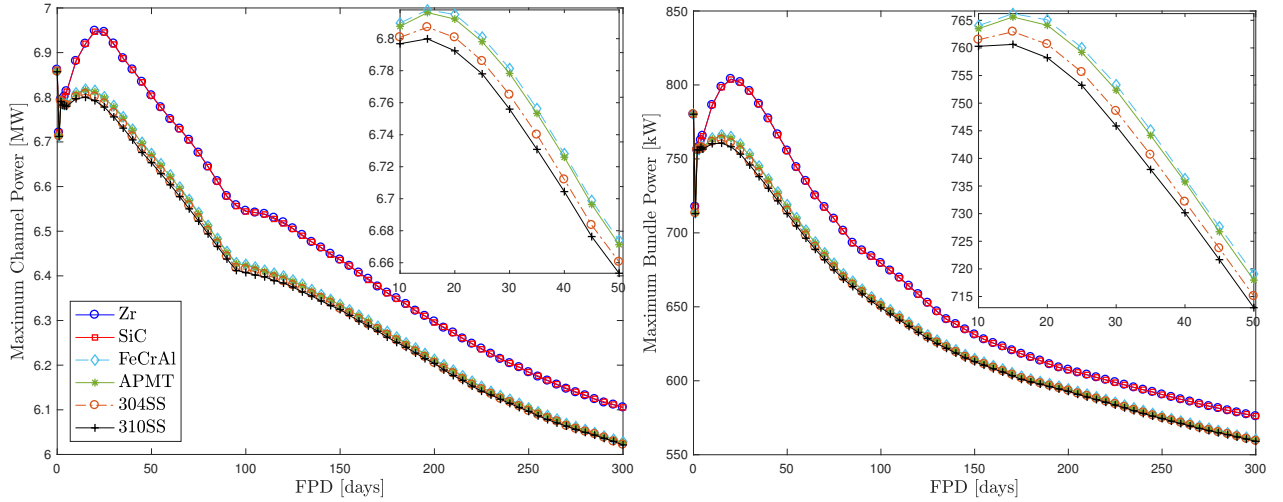 Maximum Channel Power [MW]
7
6.9
6.8
6.7
6.6
6.5
6.4
6.3
6.2
6.1
6
0 50 100 150 200 250 300
FPD [days]
Zr
SiC
FeCrAl
APMT
304SS
310SS
6.8
6.78
6.76
6.74
6.72
6.7
6.68
6.66
10 20 30 40 50
Maximum Bundle Power [kW]
850
800
750
700
650
600
550
0 50 100 150 200 250 300
FPD [days]
765
760
755
750
745
740
735
730
725
720
715
10 20 30 40 50